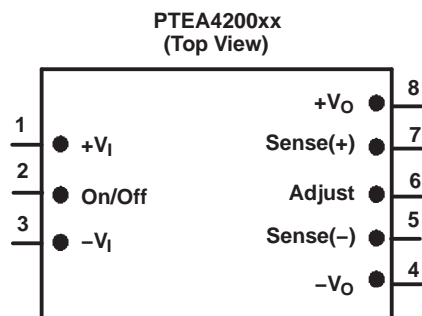 PTEA4200xx
(Top View)
1
+VI
2
On/Off
3
−VI
+VO
8
Sense(+)
7
Adjust
6
Sense(−)
5
−VO
4